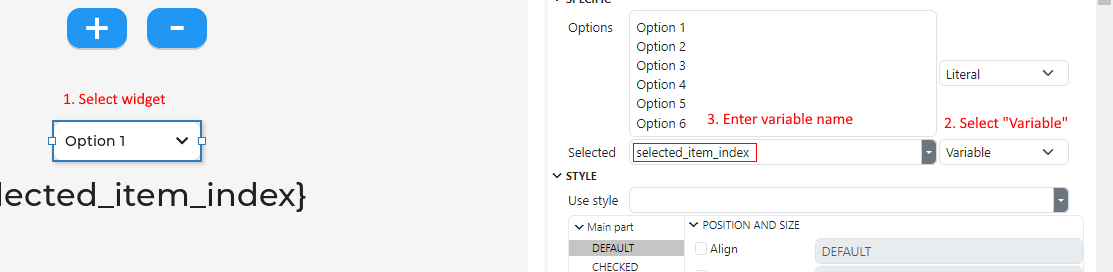 + -
1. Select widget
Option 1
lected_item_index}
SPECIFIC
Options
Option 1
Option 2
Option 3
Option 4
Option 5
Option 6
Literal
3. Enter variable name
2. Select "Variable"
Selected
selected_item_index
Variable
STYLE
Use style
Main part
DEFAULT
CHECKED
POSITION AND SIZE
Align
DEFAULT